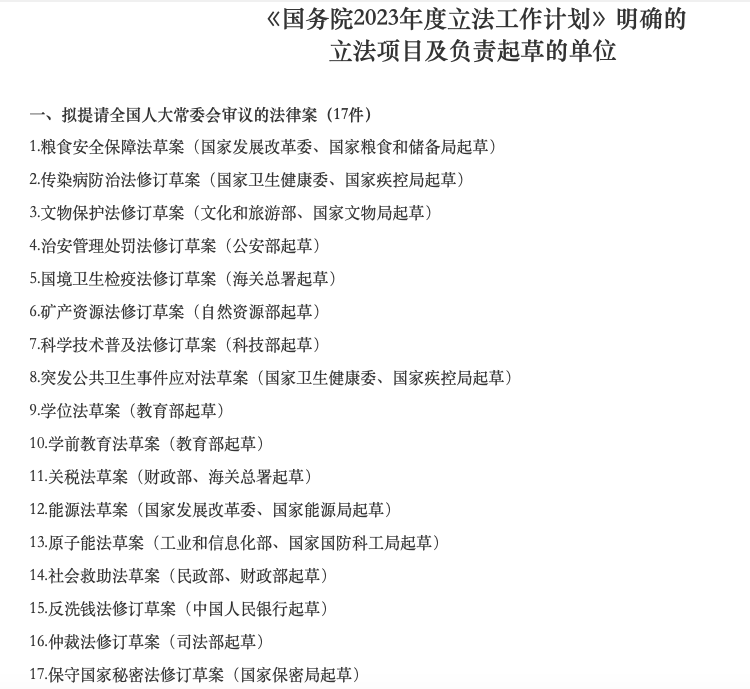 《国务院2023年度立法工作计划》明确的
立法项目及负责起草的单位
一、拟提请全国人大常委会审议的法律案（17件）
1.粮食安全保障法草案（国家发展改革委、国家粮食和储备局起草）
2.传染病防治法修订草案（国家卫生健康委、国家疾控局起草）
3.文物保护法修订草案（文化和旅游部、国家文物局起草）
4.治安管理处罚法修订草案（公安部起草）
5.国境卫生检疫法修订草案（海关总署起草）
6.矿产资源法修订草案（自然资源部起草）
7.科学技术普及法修订草案（科技部起草）
8.突发公共卫生事件应对法草案（国家卫生健康委、国家疾控局起草）
9.学位法草案（教育部起草）
10.学前教育法草案（教育部起草）
11.关税法草案（财政部、海关总署起草）
12.能源法草案（国家发展改革委、国家能源局起草）
13.原子能法草案（工业和信息化部、国家国防科工局起草）
14.社会救助法草案（民政部、财政部起草）
15.反洗钱法修订草案（中国人民银行起草）
16.仲裁法修订草案（司法部起草）
17.保守国家秘密法修订草案（国家保密局起草）